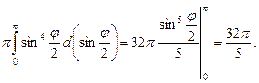 π∫₀^π sin⁴ φ/2 d(sin φ/2) = 32π (sin⁵ φ/2)/5 |₀^π = 32π/5.